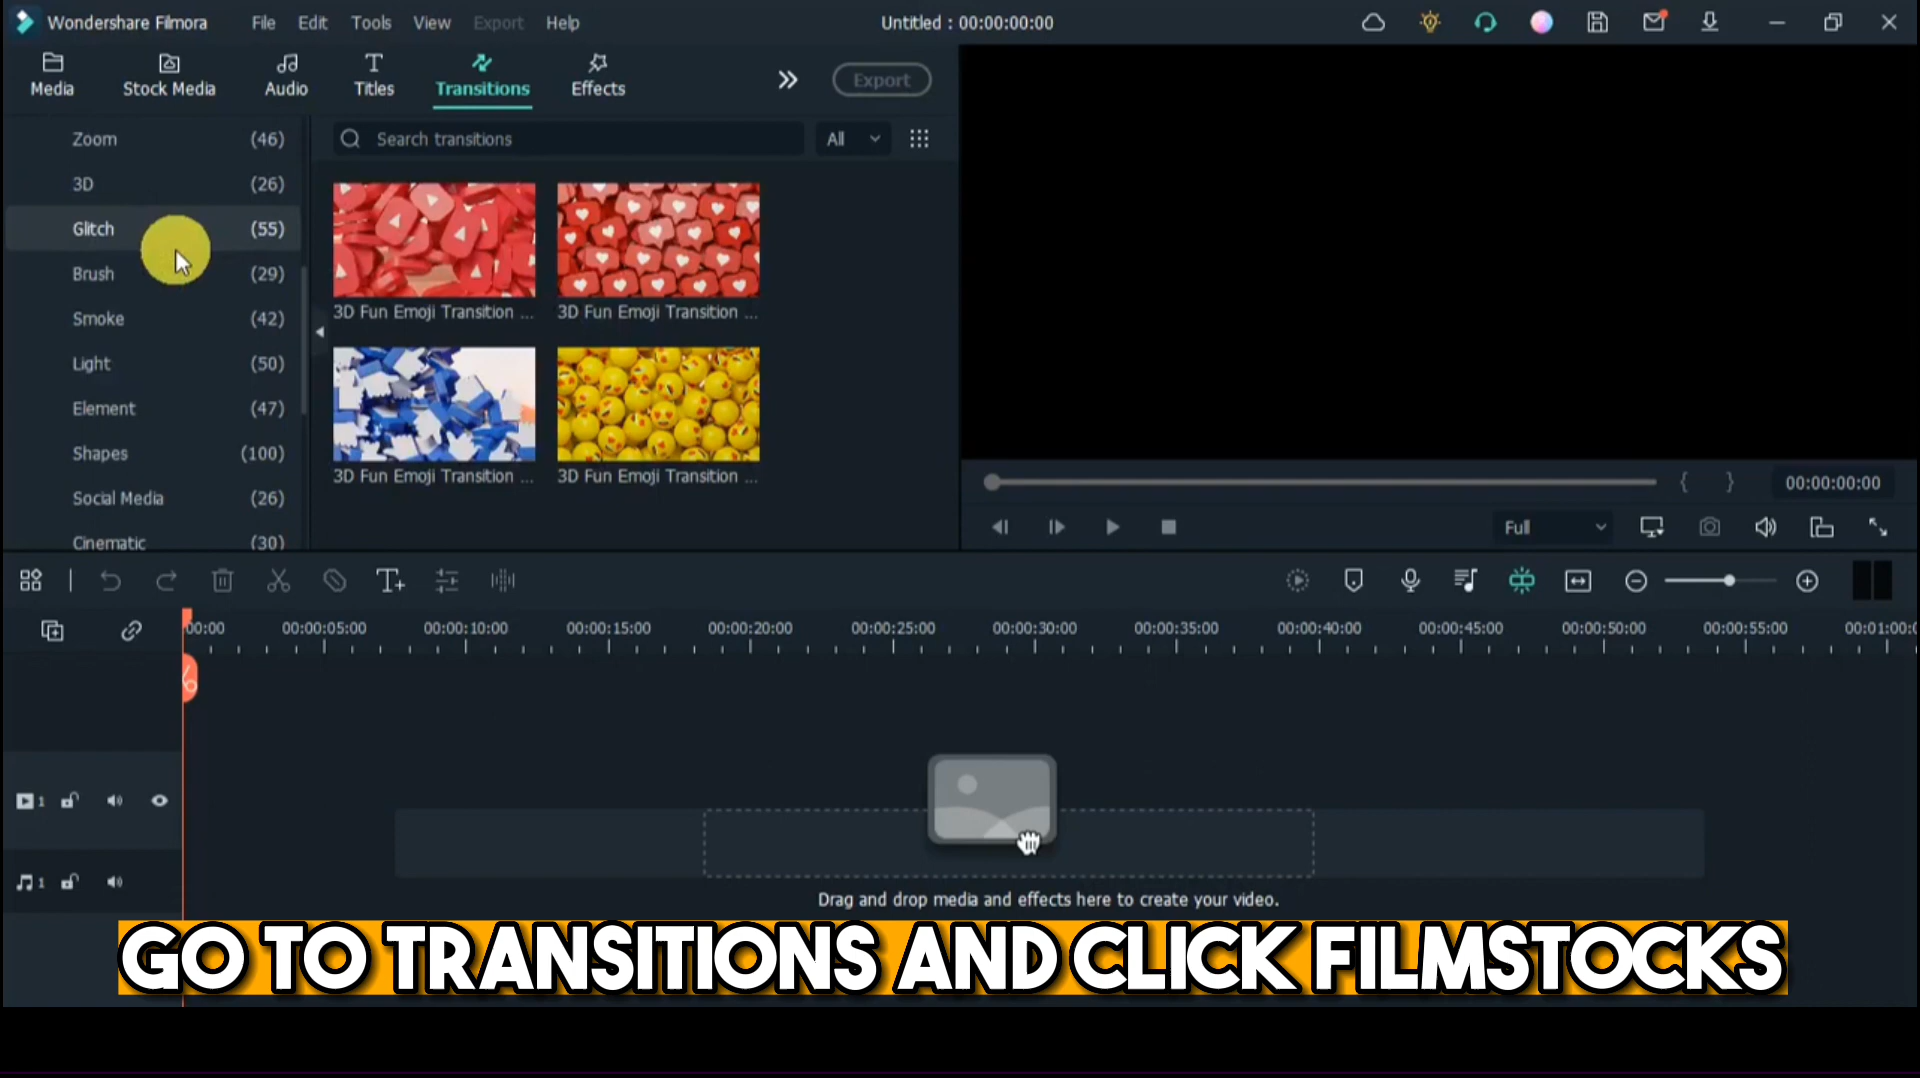 Wondershare Filmora File Edit Tools View Export Help Untitled : 00:00:00:00
Media Stock Media Audio Titles Transitions Effects Export
Zoom (46)
3D (26)
Glitch (55)
Brush (29)
Smoke (42)
Light (50)
Element (47)
Shapes (100)
Social Media (26)
Cinematic (30)
Search transitions All
3D Fun Emoji Transition ... 3D Fun Emoji Transition ...
3D Fun Emoji Transition ... 3D Fun Emoji Transition ...
{ } 00:00:00:00
Full
00:00 00:00:05:00 00:00:10:00 00:00:15:00 00:00:20:00 00:00:25:00 00:00:30:00 00:00:35:00 00:00:40:00 00:00:45:00 00:00:50:00 00:00:55:00 00:01:00:0
1
1
Drag and drop media and effects here to create your video.
GO TO TRANSITIONS AND CLICK FILMSTOCKS